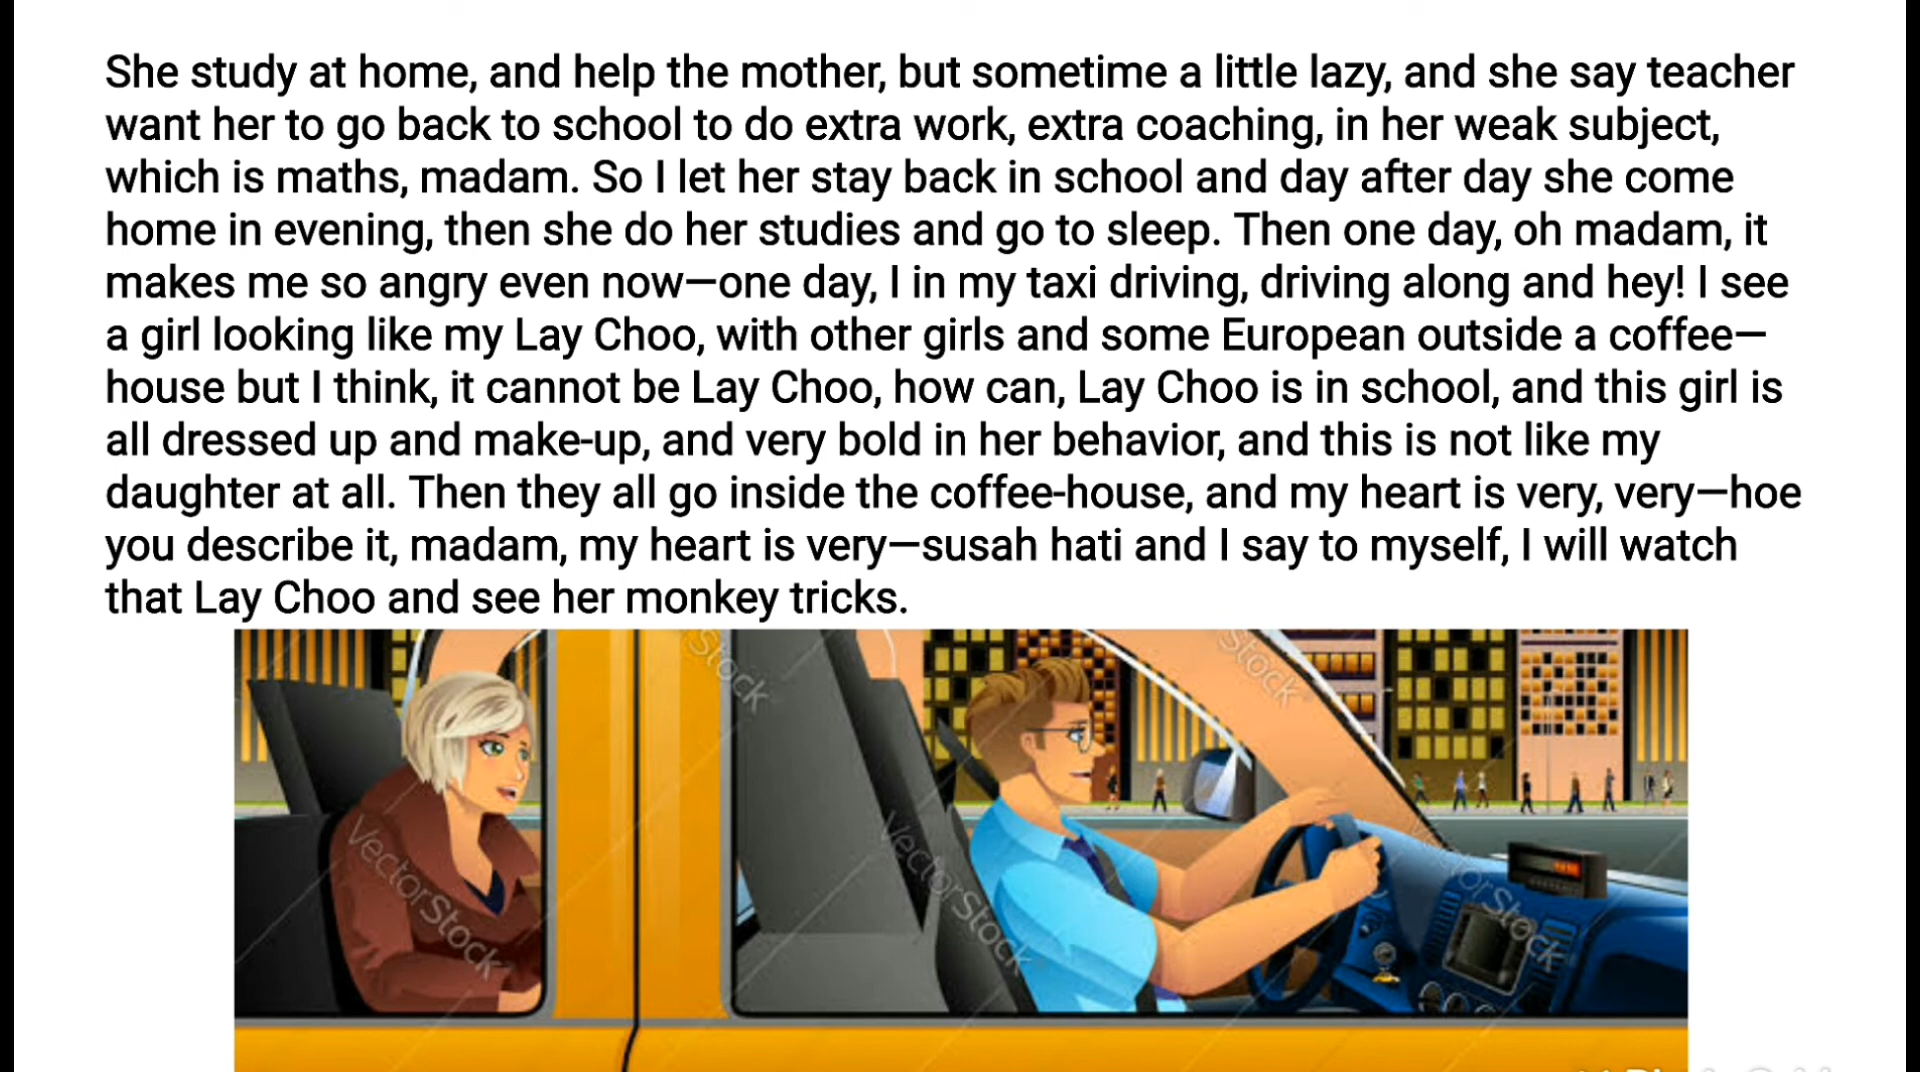 She study at home, and help the mother, but sometime a little lazy, and she say teacher
want her to go back to school to do extra work, extra coaching, in her weak subject,
which is maths, madam. So I let her stay back in school and day after day she come
home in evening, then she do her studies and go to sleep. Then one day, oh madam, it
makes me so angry even now—one day, I in my taxi driving, driving along and hey! I see
a girl looking like my Lay Choo, with other girls and some European outside a coffee—
house but I think, it cannot be Lay Choo, how can, Lay Choo is in school, and this girl is
all dressed up and make-up, and very bold in her behavior, and this is not like my
daughter at all. Then they all go inside the coffee-house, and my heart is very, very—hoe
you describe it, madam, my heart is very—susah hati and I say to myself, I will watch
that Lay Choo and see her monkey tricks.
Stock
Stock
VectorStock
VectorStock
VectorStock